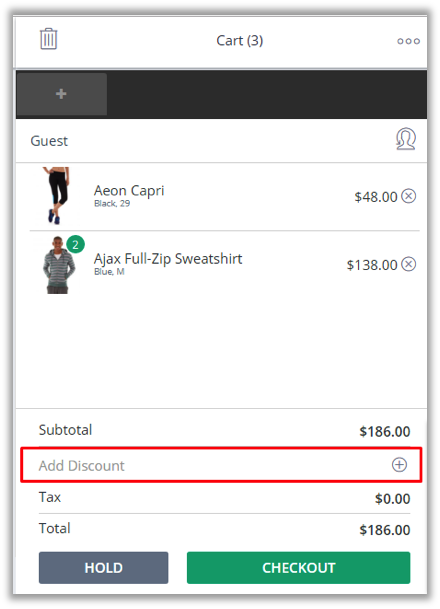 Cart (3)
+
Guest
Aeon Capri
Black, 29
$48.00
2
Ajax Full-Zip Sweatshirt
Blue, M
$138.00
Subtotal $186.00
Add Discount
Tax $0.00
Total $186.00
HOLD CHECKOUT